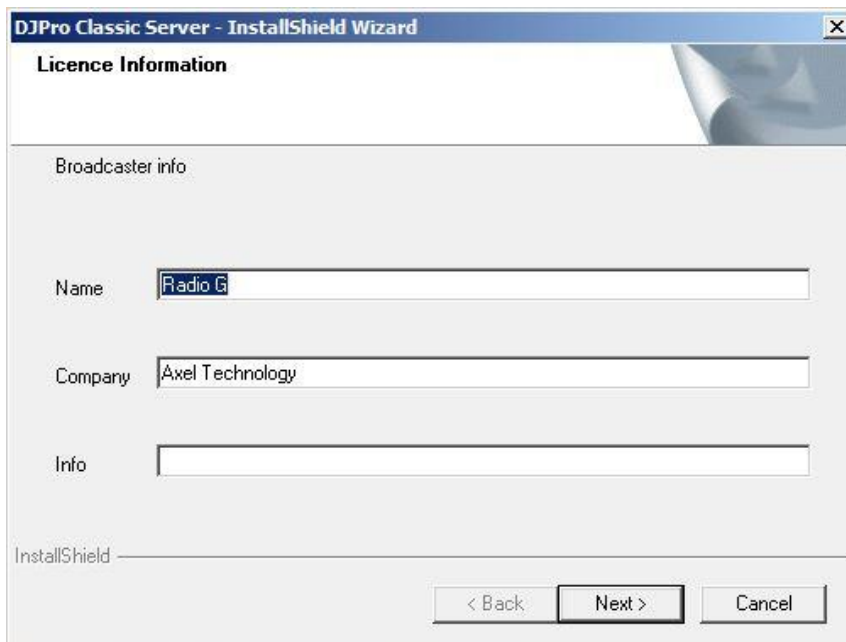 DJPro Classic Server - InstallShield Wizard
Licence Information
Broadcaster info
Name Radio G
Company Axel Technology
Info
InstallShield
< Back Next > Cancel